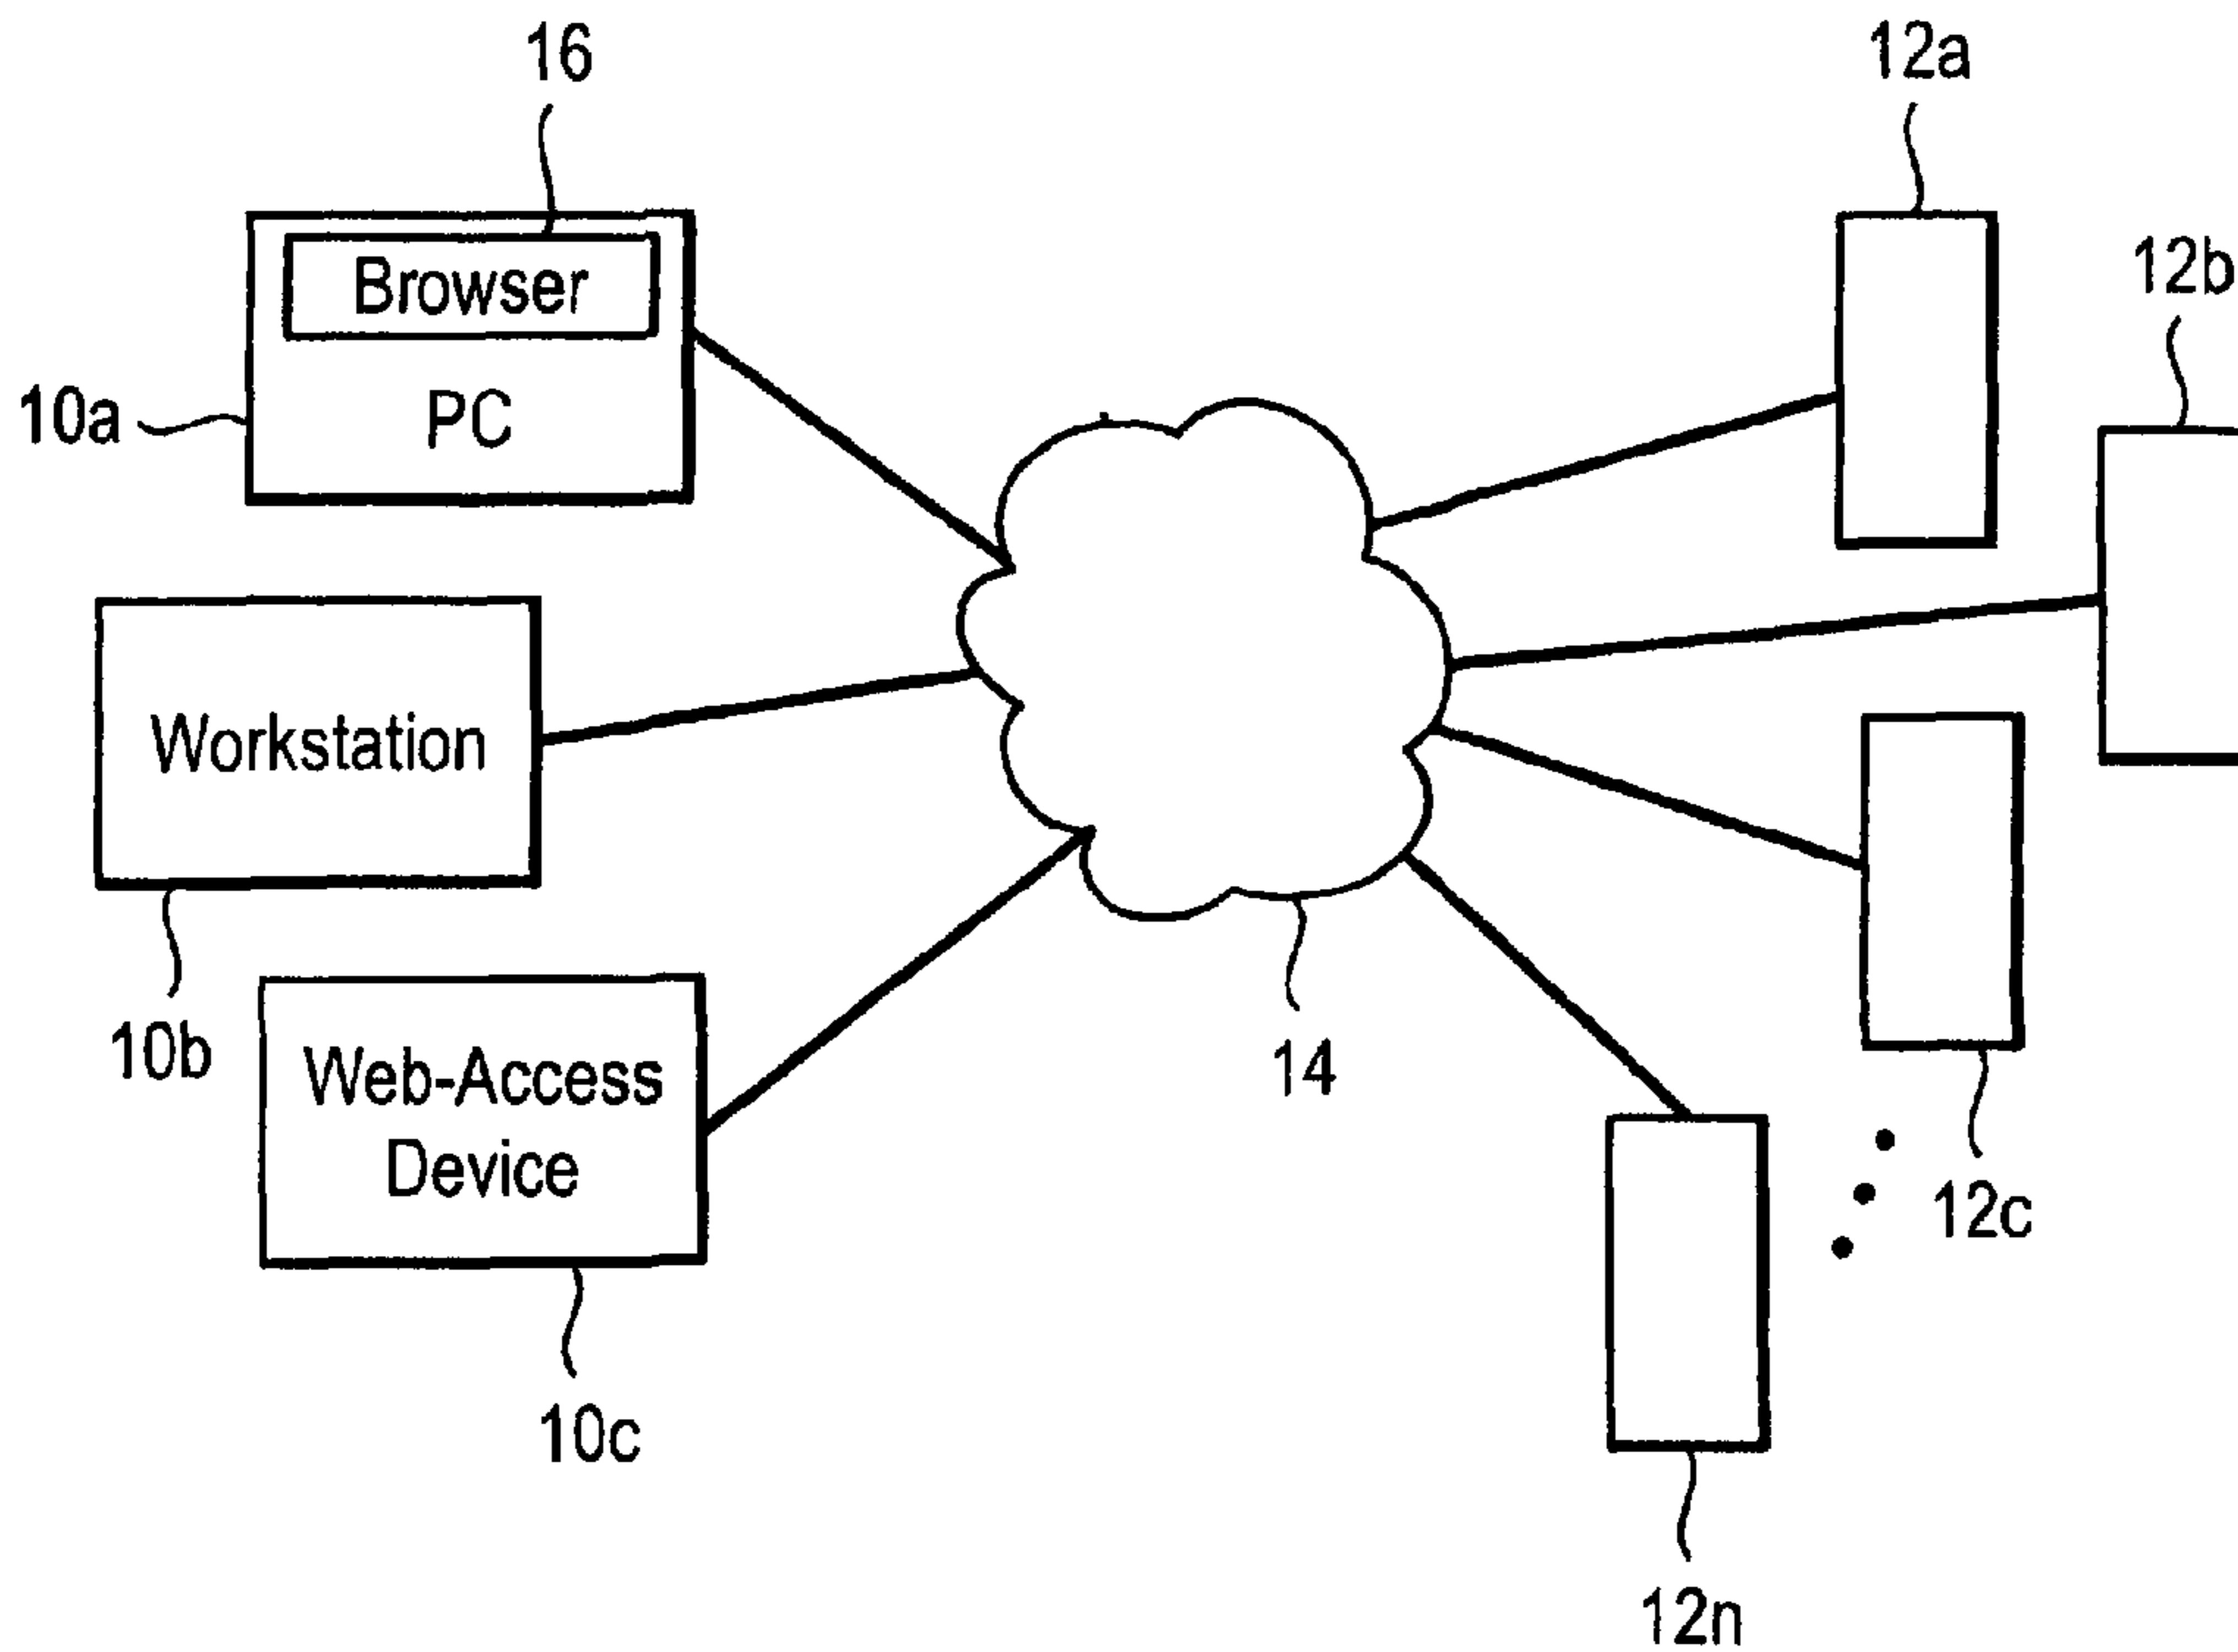 16
12a
12b
Browser
10a
PC
Workstation
10b
Web-Access
Device
14
12c
10c
12n